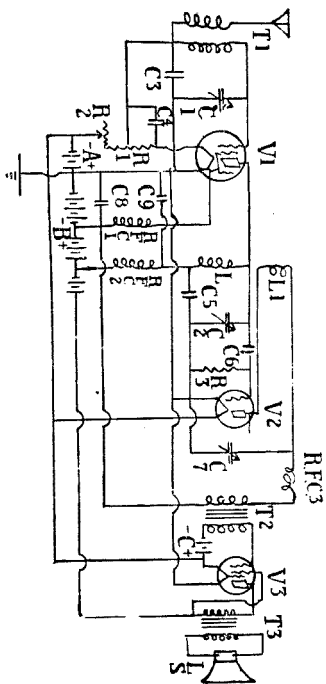 T1
C3
C1
R2
C4
R1
V1
-A+
-B+
C8
C9
RFC1
RFC2
L
C5
C2
C6
R3
L1
V2
C7
RFC3
T2
-C+
V3
T3
LS